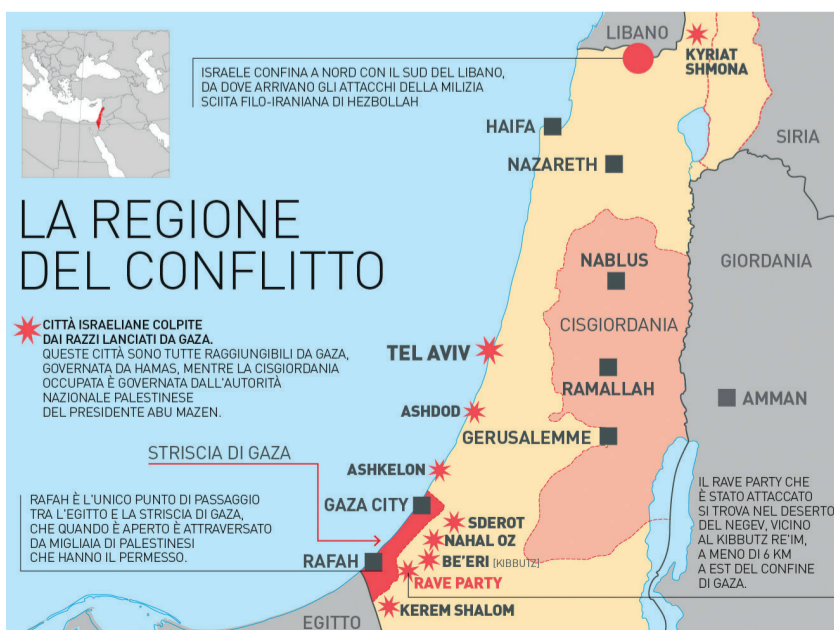 LIBANO
KYRIAT
SHMONA
ISRAELE CONFINA A NORD CON IL SUD DEL LIBANO,
DA DOVE ARRIVANO GLI ATTACCHI DELLA MILIZIA
SCIITA FILO-IRANIANA DI HEZBOLLAH
HAIFA
SIRIA
NAZARETH
LA REGIONE
DEL CONFLITTO
NABLUS
GIORDANIA
CITTÀ ISRAELIANE COLPITE
DAI RAZZI LANCIATI DA GAZA.
QUESTE CITTÀ SONO TUTTE RAGGIUNGIBILI DA GAZA,
GOVERNATA DA HAMAS, MENTRE LA CISGIORDANIA
OCCUPATA È GOVERNATA DALL'AUTORITÀ
NAZIONALE PALESTINESE
DEL PRESIDENTE ABU MAZEN.
CISGIORDANIA
TEL AVIV
RAMALLAH
AMMAN
ASHDOD
GERUSALEMME
STRISCIA DI GAZA
ASHKELON
RAFAH È L'UNICO PUNTO DI PASSAGGIO
TRA L'EGITTO E LA STRISCIA DI GAZA,
CHE QUANDO È APERTO È ATTRAVERSATO
DA MIGLIAIA DI PALESTINESI
CHE HANNO IL PERMESSO.
GAZA CITY
SDEROT
NAHAL OZ
RAFAH
BE'ERI [KIBBUTZ]
RAVE PARTY
KEREM SHALOM
EGITTO
IL RAVE PARTY CHE
È STATO ATTACCATO
SI TROVA NEL DESERTO
DEL NEGEV, VICINO
AL KIBBUTZ RE'IM,
A MENO DI 6 KM
A EST DEL CONFINE
DI GAZA.